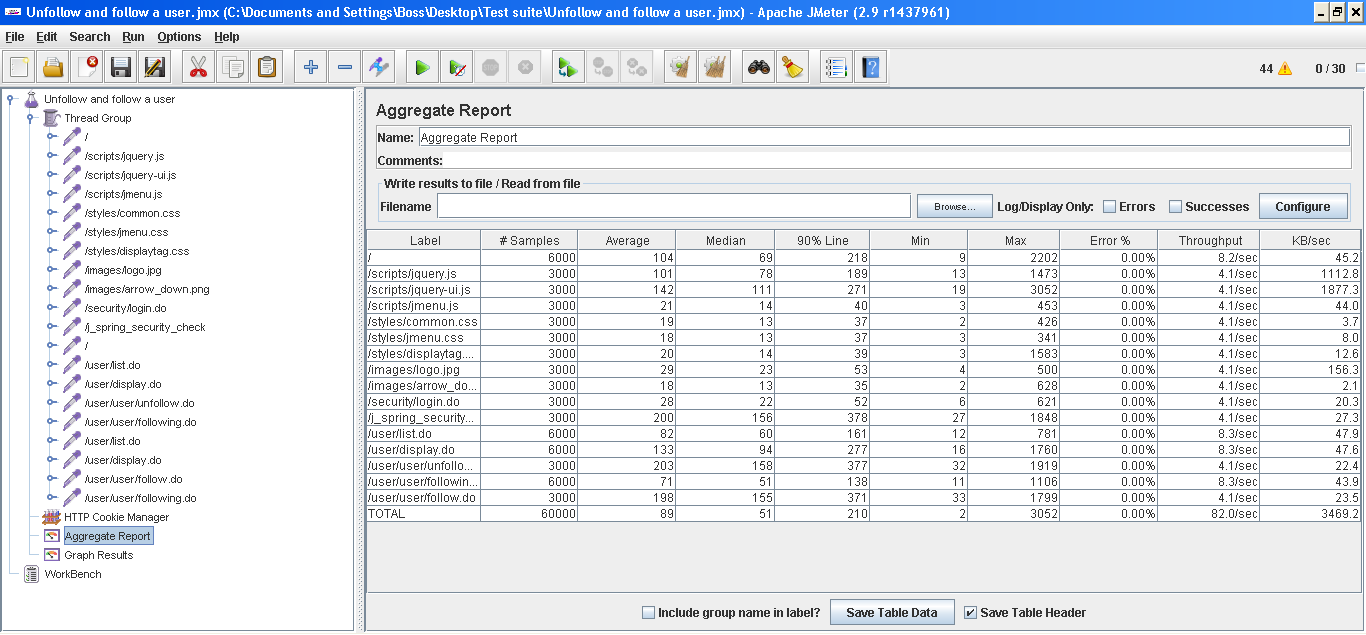 Unfollow and follow a user.jmx (C:\Documents and Settings\Boss\Desktop\Test suite\Unfollow and follow a user.jmx) - Apache JMeter (2.9 r1437961)
File Edit Search Run Options Help
44 0 / 30
Unfollow and follow a user
Thread Group
/
/scripts/jquery.js
/scripts/jquery-ui.js
/scripts/jmenu.js
/styles/common.css
/styles/jmenu.css
/styles/displaytag.css
/images/logo.jpg
/images/arrow_down.png
/security/login.do
/j_spring_security_check
/
/user/list.do
/user/display.do
/user/user/unfollow.do
/user/user/following.do
/user/list.do
/user/display.do
/user/user/follow.do
/user/user/following.do
HTTP Cookie Manager
Aggregate Report
Graph Results
WorkBench
Aggregate Report
Name: Aggregate Report
Comments:
Write results to file / Read from file
Filename Browse... Log/Display Only: Errors Successes Configure
Label # Samples Average Median 90% Line Min Max Error % Throughput KB/sec
/ 6000 104 69 218 9 2202 0.00% 8.2/sec 45.2
/scripts/jquery.js 3000 101 78 189 13 1473 0.00% 4.1/sec 1112.8
/scripts/jquery-ui.js 3000 142 111 271 19 3052 0.00% 4.1/sec 1877.3
/scripts/jmenu.js 3000 21 14 40 3 453 0.00% 4.1/sec 44.0
/styles/common.css 3000 19 13 37 2 426 0.00% 4.1/sec 3.7
/styles/jmenu.css 3000 18 13 37 3 341 0.00% 4.1/sec 8.0
/styles/displaytag.... 3000 20 14 39 3 1583 0.00% 4.1/sec 12.6
/images/logo.jpg 3000 29 23 53 4 500 0.00% 4.1/sec 156.3
/images/arrow_do... 3000 18 13 35 2 628 0.00% 4.1/sec 2.1
/security/login.do 3000 28 22 52 6 621 0.00% 4.1/sec 20.3
/j_spring_security... 3000 200 156 378 27 1848 0.00% 4.1/sec 27.3
/user/list.do 6000 82 60 161 12 781 0.00% 8.3/sec 47.9
/user/display.do 6000 133 94 277 16 1760 0.00% 8.3/sec 47.6
/user/user/unfollo... 3000 203 158 377 32 1919 0.00% 4.1/sec 22.4
/user/user/followin... 6000 71 51 138 11 1106 0.00% 8.3/sec 43.9
/user/user/follow.do 3000 198 155 371 33 1799 0.00% 4.1/sec 23.5
TOTAL 60000 89 51 210 2 3052 0.00% 82.0/sec 3469.2
Include group name in label? Save Table Data Save Table Header